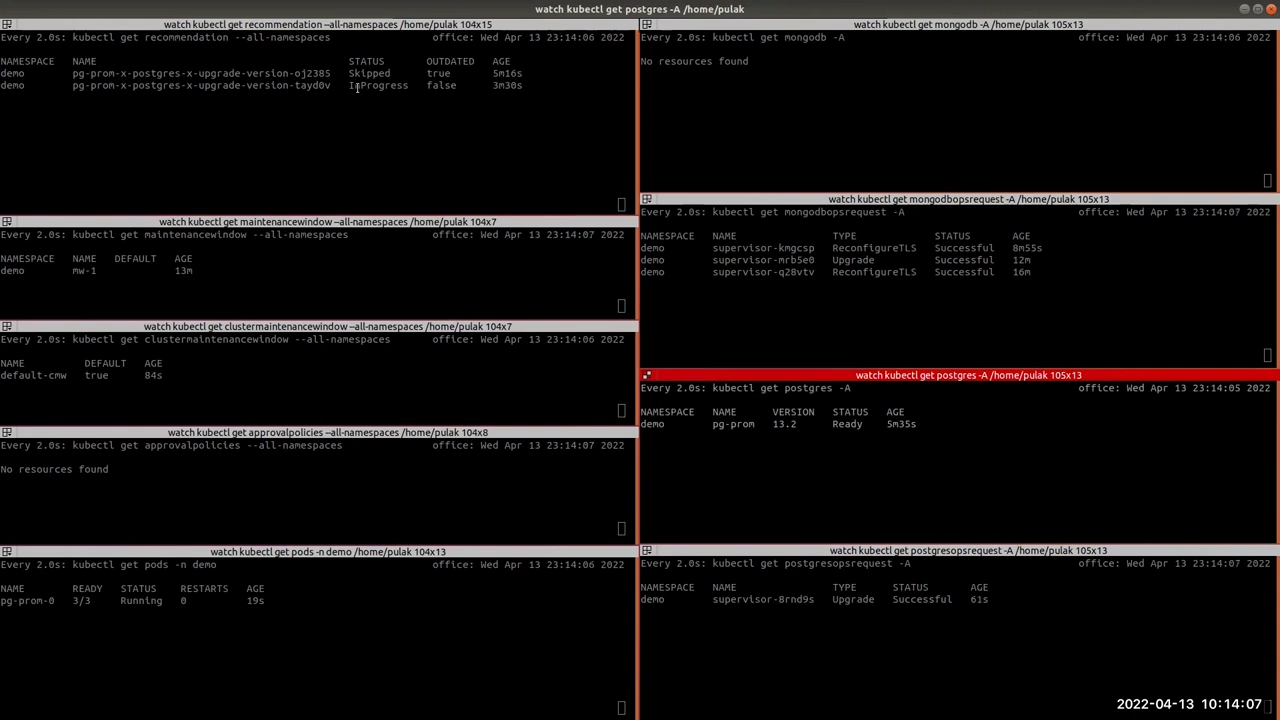 watch kubectl get postgres -A /home/pulak
watch kubectl get recommendation --all-namespaces /home/pulak 104x15
Every 2.0s: kubectl get recommendation --all-namespaces office: Wed Apr 13 23:14:06 2022
NAMESPACE NAME STATUS OUTDATED AGE
demo pg-prom-x-postgres-x-upgrade-version-oj2385 Skipped true 5m16s
demo pg-prom-x-postgres-x-upgrade-version-tayd0v InProgress false 3m30s
watch kubectl get maintenancewindow --all-namespaces /home/pulak 104x7
Every 2.0s: kubectl get maintenancewindow --all-namespaces office: Wed Apr 13 23:14:07 2022
NAMESPACE NAME DEFAULT AGE
demo mw-1 13m
watch kubectl get clustermaintenancewindow --all-namespaces /home/pulak 104x7
Every 2.0s: kubectl get clustermaintenancewindow --all-namespaces office: Wed Apr 13 23:14:07 2022
NAME DEFAULT AGE
default-cmw true 84s
watch kubectl get approvalpolicies --all-namespaces /home/pulak 104x8
Every 2.0s: kubectl get approvalpolicies --all-namespaces office: Wed Apr 13 23:14:07 2022
No resources found
watch kubectl get pods -n demo /home/pulak 104x13
Every 2.0s: kubectl get pods -n demo office: Wed Apr 13 23:14:06 2022
NAME READY STATUS RESTARTS AGE
pg-prom-0 3/3 Running 0 19s
watch kubectl get mongodb -A /home/pulak 105x13
Every 2.0s: kubectl get mongodb -A office: Wed Apr 13 23:14:06 2022
No resources found
watch kubectl get mongodbopsrequest -A /home/pulak 105x13
Every 2.0s: kubectl get mongodbopsrequest -A office: Wed Apr 13 23:14:07 2022
NAMESPACE NAME TYPE STATUS AGE
demo supervisor-kmgcsp ReconfigureTLS Successful 8m55s
demo supervisor-mrb5e0 Upgrade Successful 12m
demo supervisor-q28vtv ReconfigureTLS Successful 16m
watch kubectl get postgres -A /home/pulak 105x13
Every 2.0s: kubectl get postgres -A office: Wed Apr 13 23:14:05 2022
NAMESPACE NAME VERSION STATUS AGE
demo pg-prom 13.2 Ready 5m35s
watch kubectl get postgresopsrequest -A /home/pulak 105x13
Every 2.0s: kubectl get postgresopsrequest -A office: Wed Apr 13 23:14:07 2022
NAMESPACE NAME TYPE STATUS AGE
demo supervisor-8rnd9s Upgrade Successful 61s
2022-04-13 10:14:07